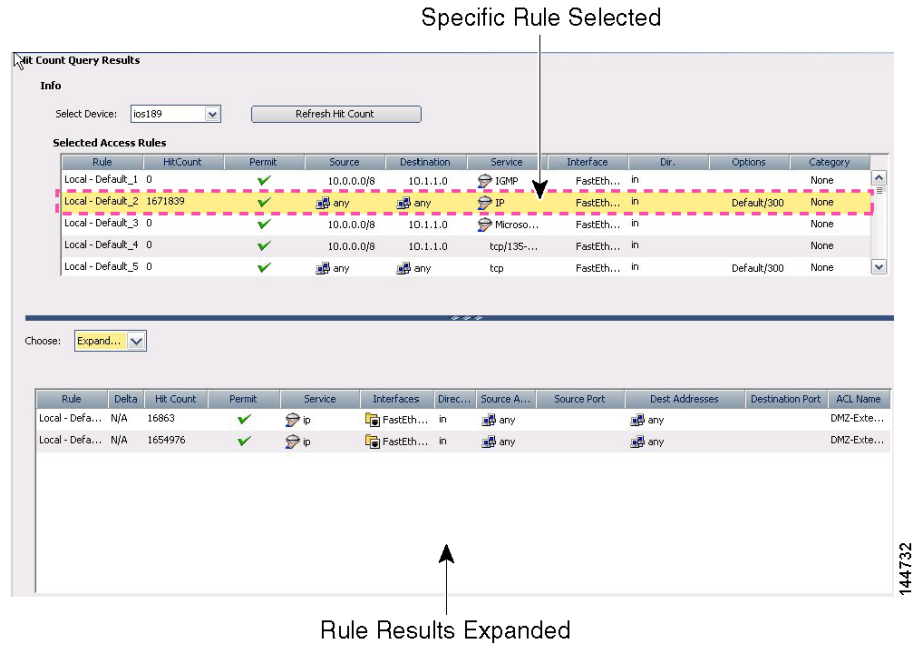 Specific Rule Selected
Hit Count Query Results
Info
Select Device: ios189 Refresh Hit Count
Selected Access Rules
Rule HitCount Permit Source Destination Service Interface Dir. Options Category
Local - Default_1 0 10.0.0.0/8 10.1.1.0 IGMP FastEth... in None
Local - Default_2 1671839 any any IP FastEth... in Default/300 None
Local - Default_3 0 10.0.0.0/8 10.1.1.0 Microso... FastEth... in None
Local - Default_4 0 10.0.0.0/8 10.1.1.0 tcp/135-... FastEth... in None
Local - Default_5 0 any any tcp FastEth... in Default/300 None
Choose: Expand...
Rule Delta Hit Count Permit Service Interfaces Direc... Source A... Source Port Dest Addresses Destination Port ACL Name
Local - Defa... N/A 16863 ip FastEth... in any any DMZ-Exte...
Local - Defa... N/A 1654976 ip FastEth... in any any DMZ-Exte...
144732
Rule Results Expanded